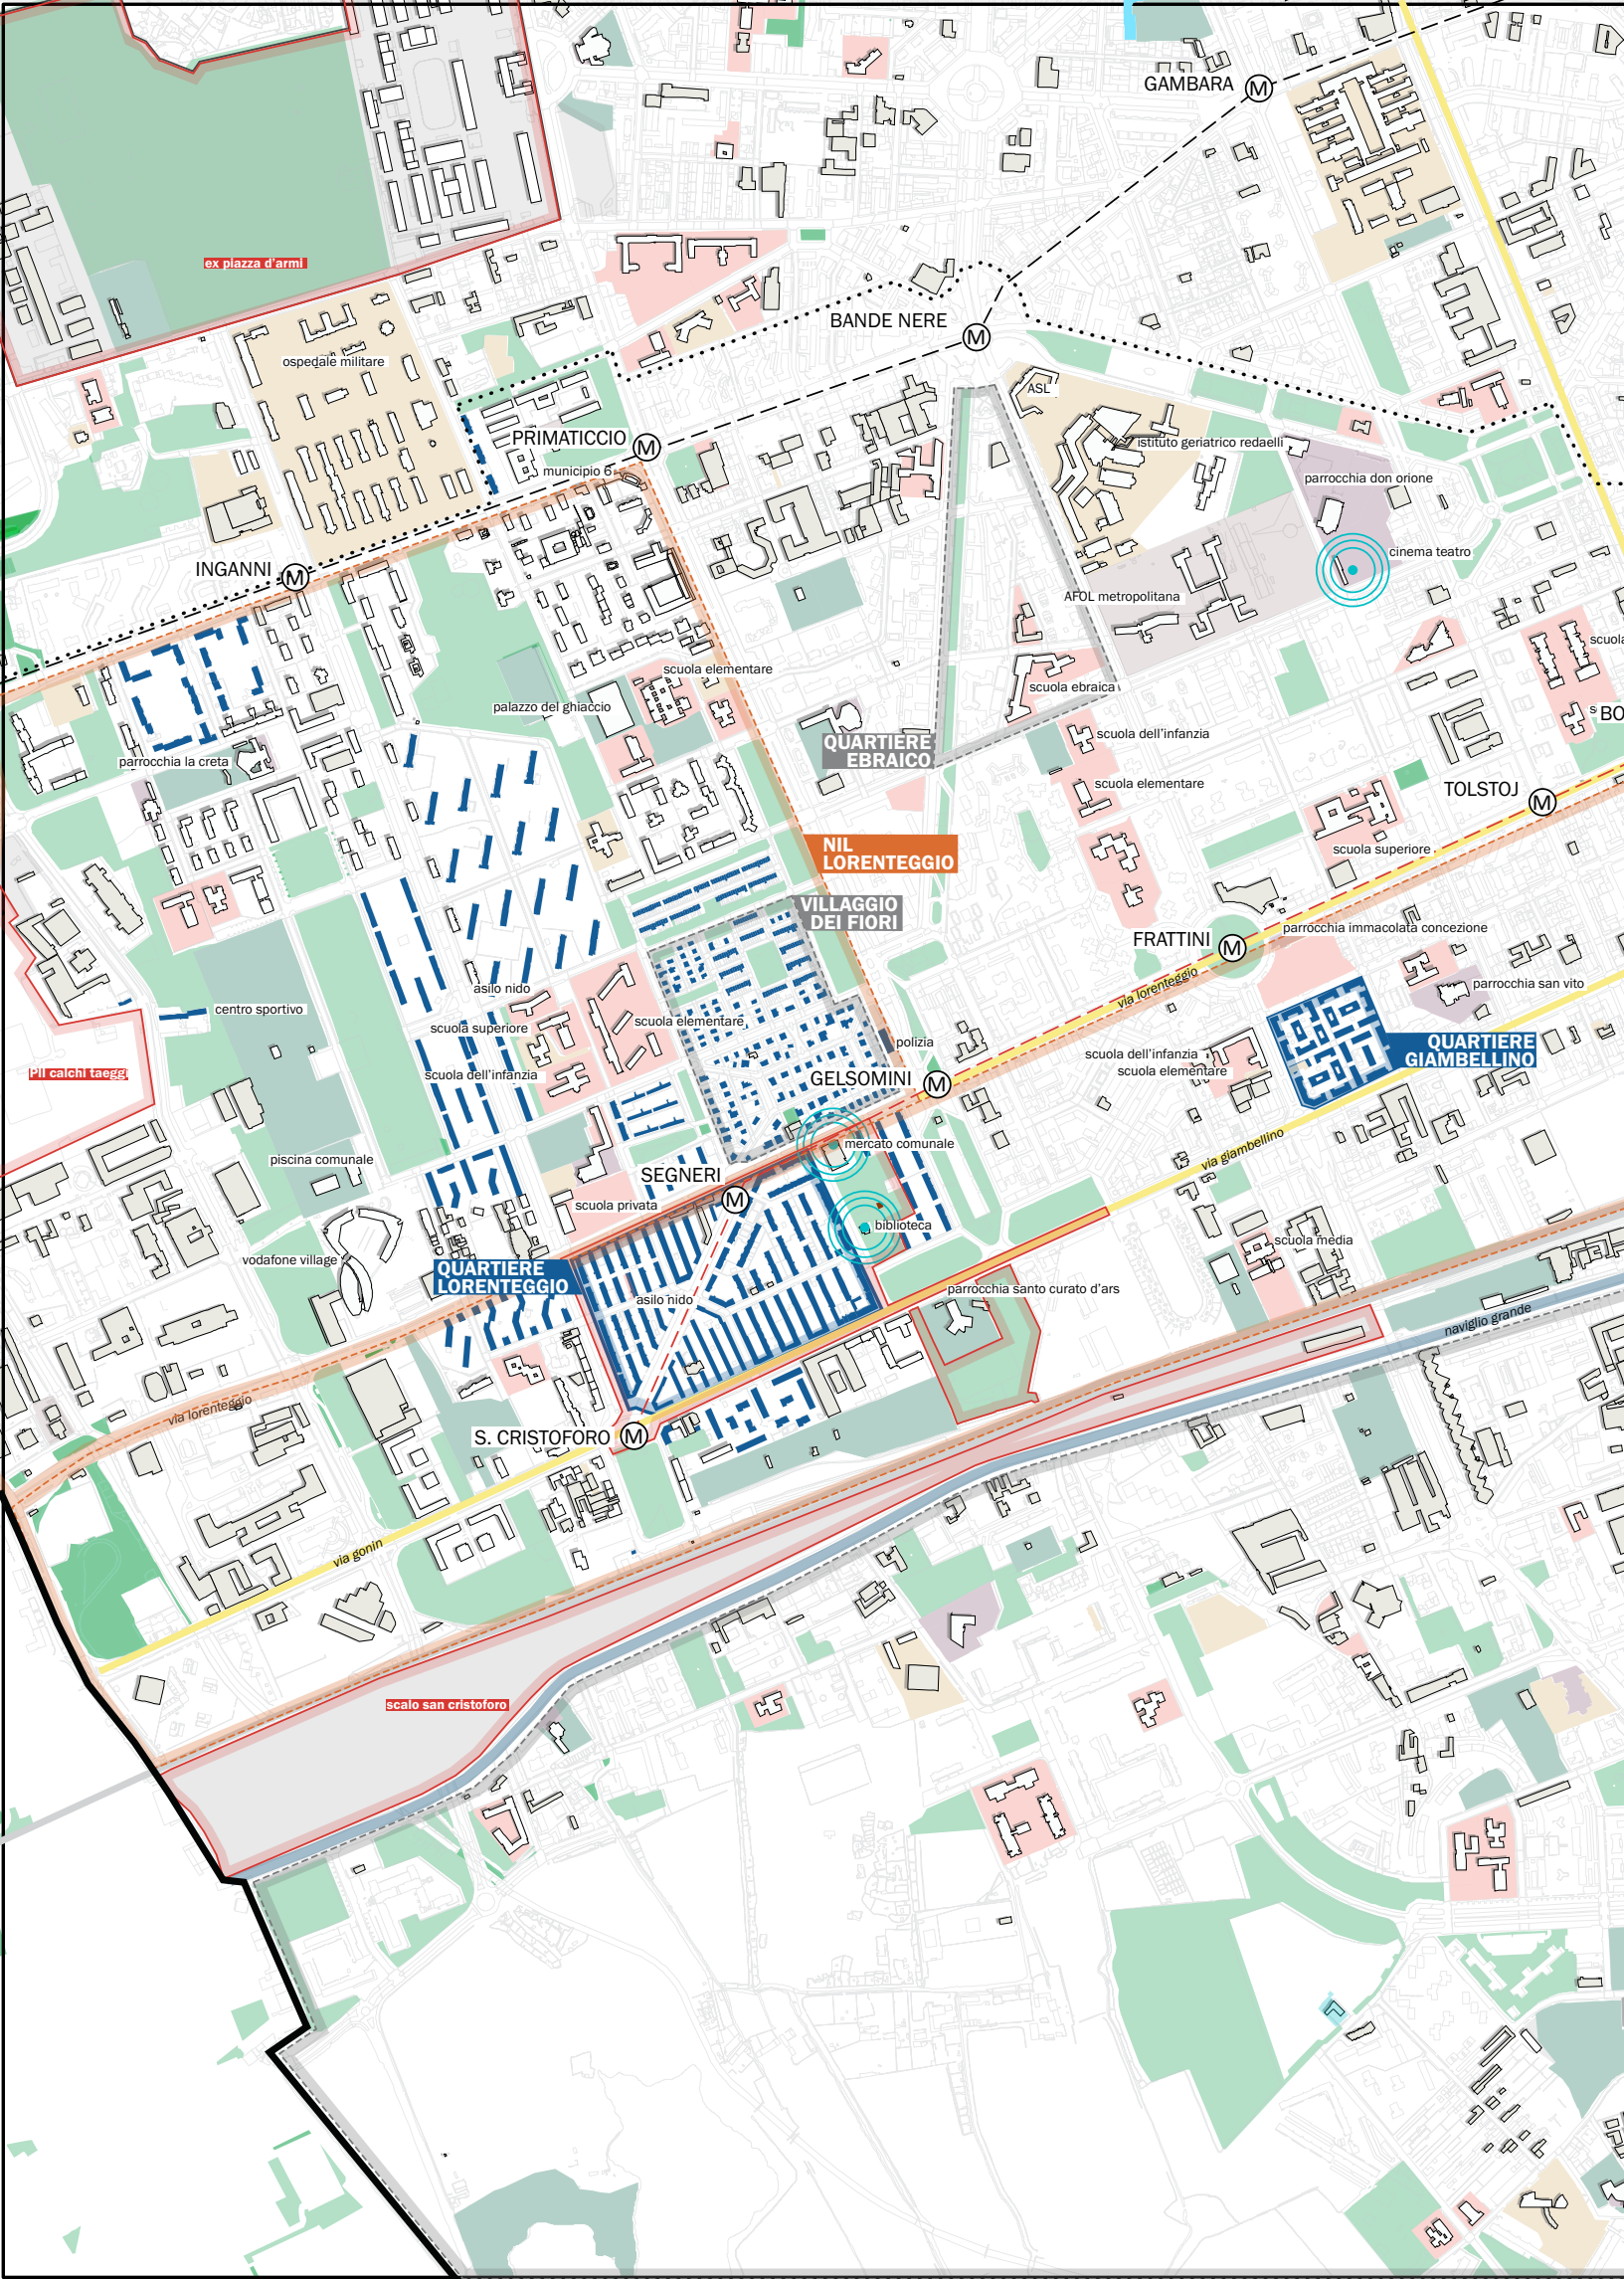 GAMBARA
M
ex piazza d'armi
BANDE NERE
M
ospedale militare
ASL
PRIMATICCIO
M
istituto geriatrico redaelli
municipio 6
parrocchia don orione
cinema teatro
INGANNI
M
AFOL metropolitana
scuola
scuola elementare
scuola ebraica
palazzo del ghiaccio
s
BO
scuola dell'infanzia
QUARTIERE
EBRAICO
parrocchia la creta
scuola elementare
TOLSTOJ
M
NIL
LORENTEGGIO
scuola superiore
VILLAGGIO
DEI FIORI
parrocchia immacolata concezione
FRATTINI
M
via lorenteggio
parrocchia san vito
asilo nido
centro sportivo
scuola superiore
scuola elementare
polizia
QUARTIERE
GIAMBELLINO
scuola dell'infanzia
scuola elementare
PII calchi taeggi
scuola dell'infanzia
GELSOMINI
M
mercato comunale
via giambellino
piscina comunale
SEGNERI
M
scuola privata
biblioteca
scuola media
vodafone village
QUARTIERE
LORENTEGGIO
asilo nido
parrocchia santo curato d'ars
naviglio grande
via lorenteggio
S. CRISTOFORO
M
via gonin
scalo san cristoforo